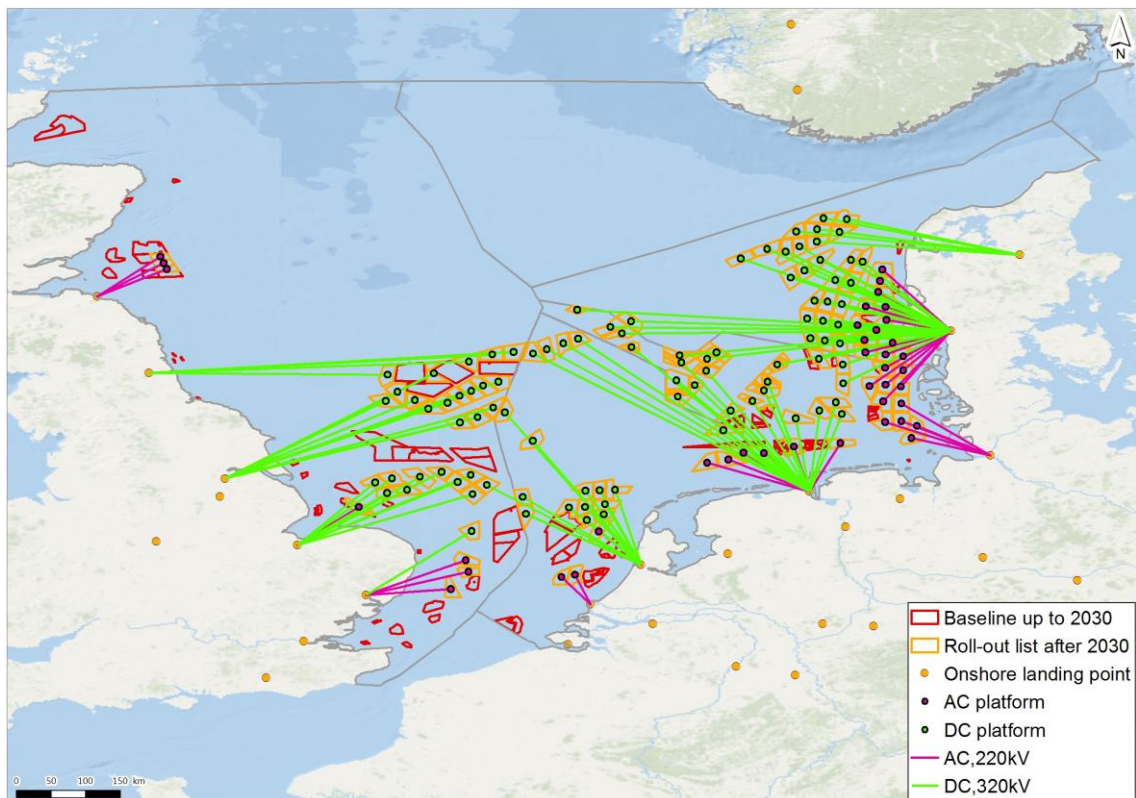 N
Baseline up to 2030
Roll-out list after 2030
Onshore landing point
AC platform
DC platform
AC,220kV
DC,320kV
0 50 100 150 km